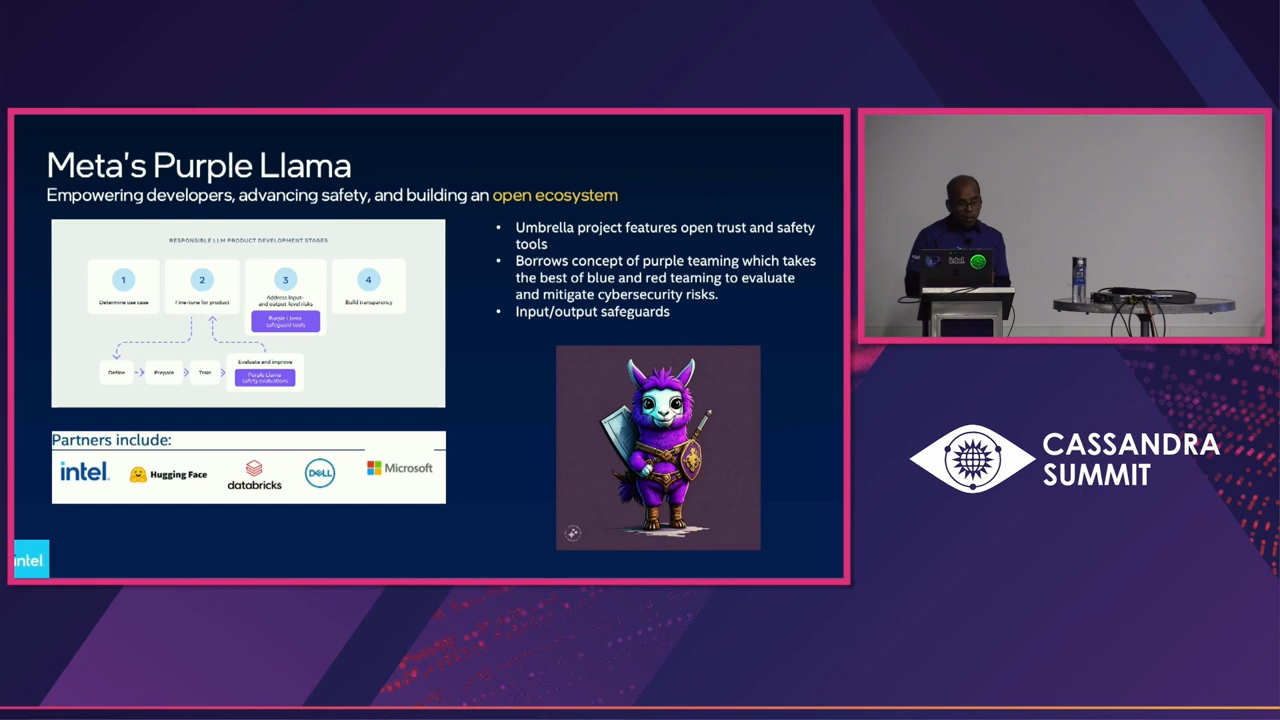 Meta's Purple Llama
Empowering developers, advancing safety, and building an open ecosystem
RESPONSIBLE LLM PRODUCT DEVELOPMENT STAGES
1
Determine use case
2
Fine-tune for product
3
Address input-
and output-level risks
Purple Llama
safeguard tools
4
Build transparency
Define
Prepare
Train
Evaluate and improve
Purple Llama
safety evaluations
Partners include:
intel.
Hugging Face
databricks
DELL
Microsoft
• Umbrella project features open trust and safety
tools
• Borrows concept of purple teaming which takes
the best of blue and red teaming to evaluate
and mitigate cybersecurity risks.
• Input/output safeguards
intel.
intel
CASSANDRA
SUMMIT